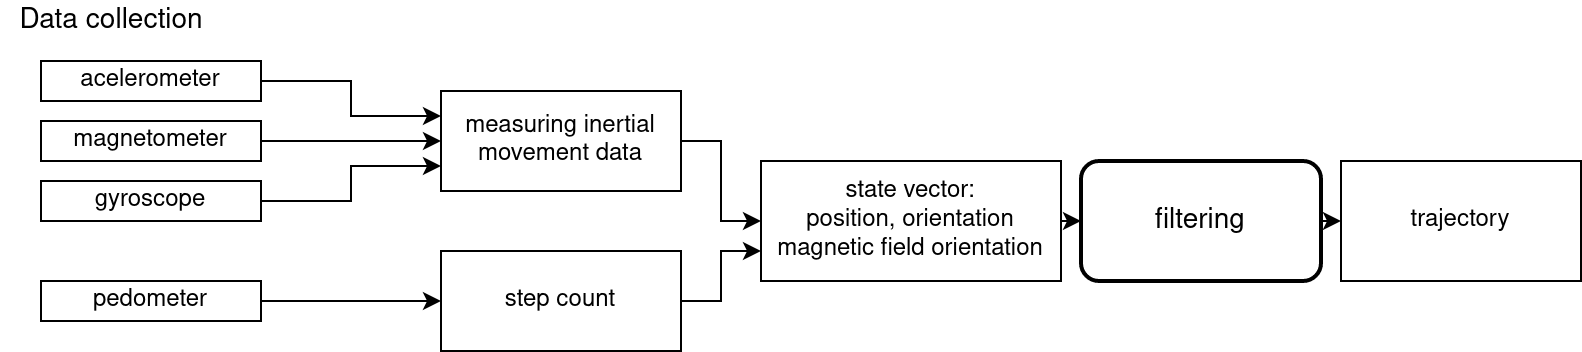 Data collection
acelerometer
magnetometer
gyroscope
pedometer
measuring inertial
movement data
step count
state vector:
position, orientation
magnetic field orientation
filtering
trajectory